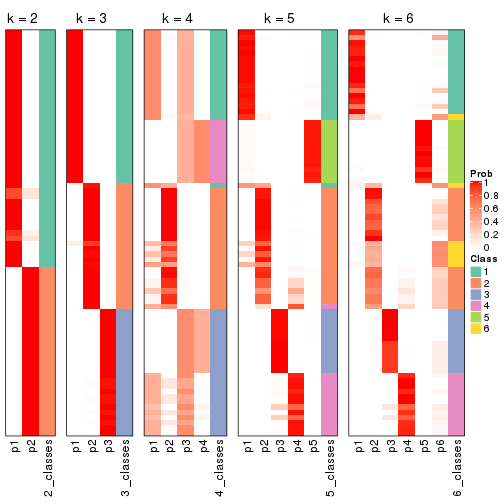 k = 2
k = 3
k = 4
k = 5
k = 6
Prob
1
0.8
0.6
0.4
0.2
0
Class
1
2
3
4
5
6
p1
p2
2_classes
p1
p2
p3
3_classes
p1
p2
p3
p4
4_classes
p1
p2
p3
p4
p5
5_classes
p1
p2
p3
p4
p5
p6
6_classes